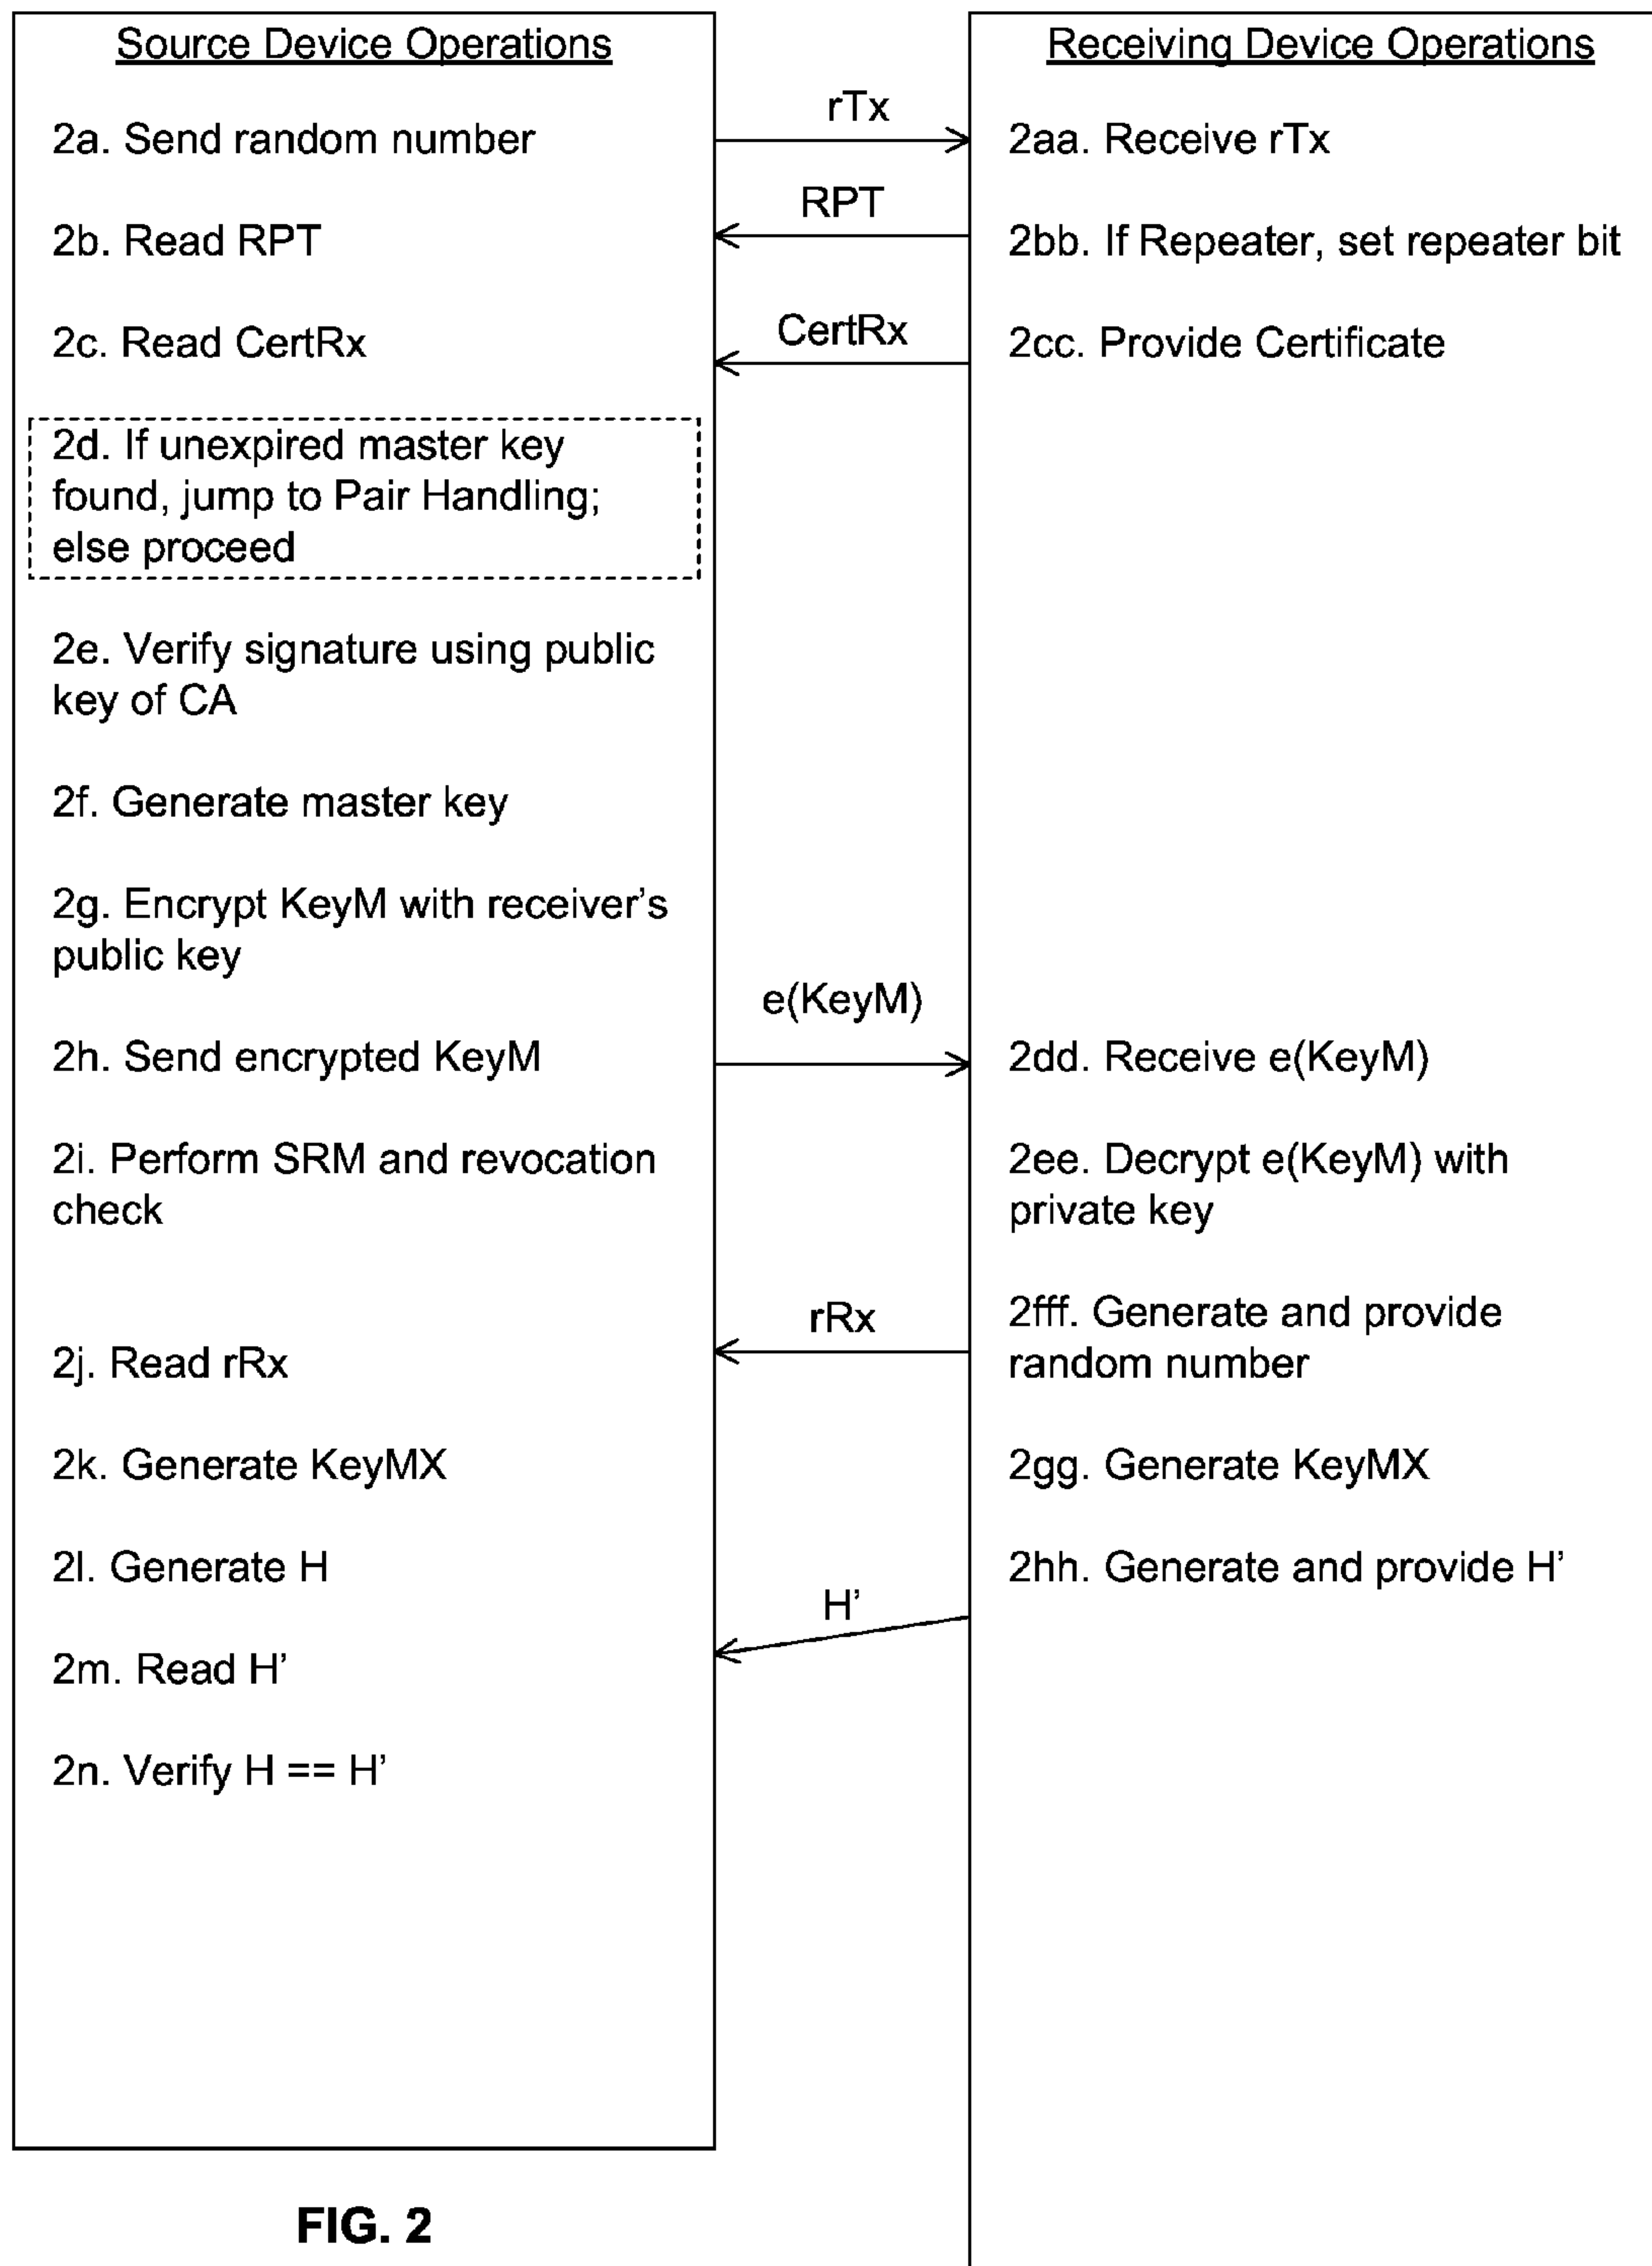 Source Device Operations
2a. Send random number
2b. Read RPT
2c. Read CertRx
2d. If unexpired master key
found, jump to Pair Handling;
else proceed
2e. Verify signature using public
key of CA
2f. Generate master key
2g. Encrypt KeyM with receiver's
public key
2h. Send encrypted KeyM
2i. Perform SRM and revocation
check
2j. Read rRx
2k. Generate KeyMX
2l. Generate H
2m. Read H'
2n. Verify H == H'
rTx
RPT
CertRx
e(KeyM)
rRx
H'
Receiving Device Operations
2aa. Receive rTx
2bb. If Repeater, set repeater bit
2cc. Provide Certificate
2dd. Receive e(KeyM)
2ee. Decrypt e(KeyM) with
private key
2fff. Generate and provide
random number
2gg. Generate KeyMX
2hh. Generate and provide H'
FIG. 2